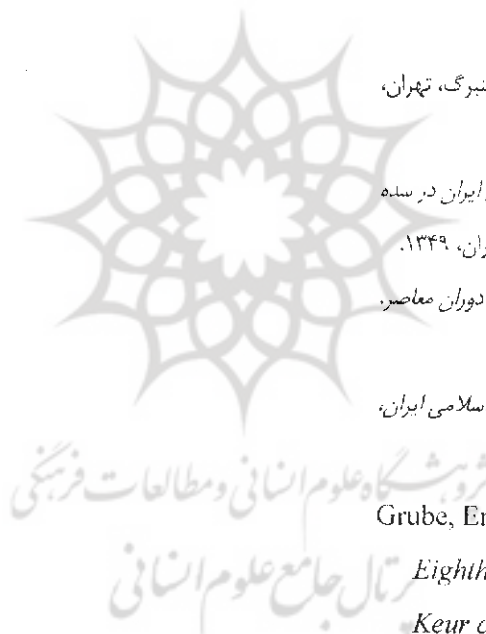 نبرگ، تهران،
ایران در سده
ران، ۱۳۴۹.
دوران معاصر.
سلامی ایران،
پژوهشگاه علوم انسانی و مطالعات فرهنگی
Grube, Er
پرتال جامع علوم انسانی
Eighth
Keur c